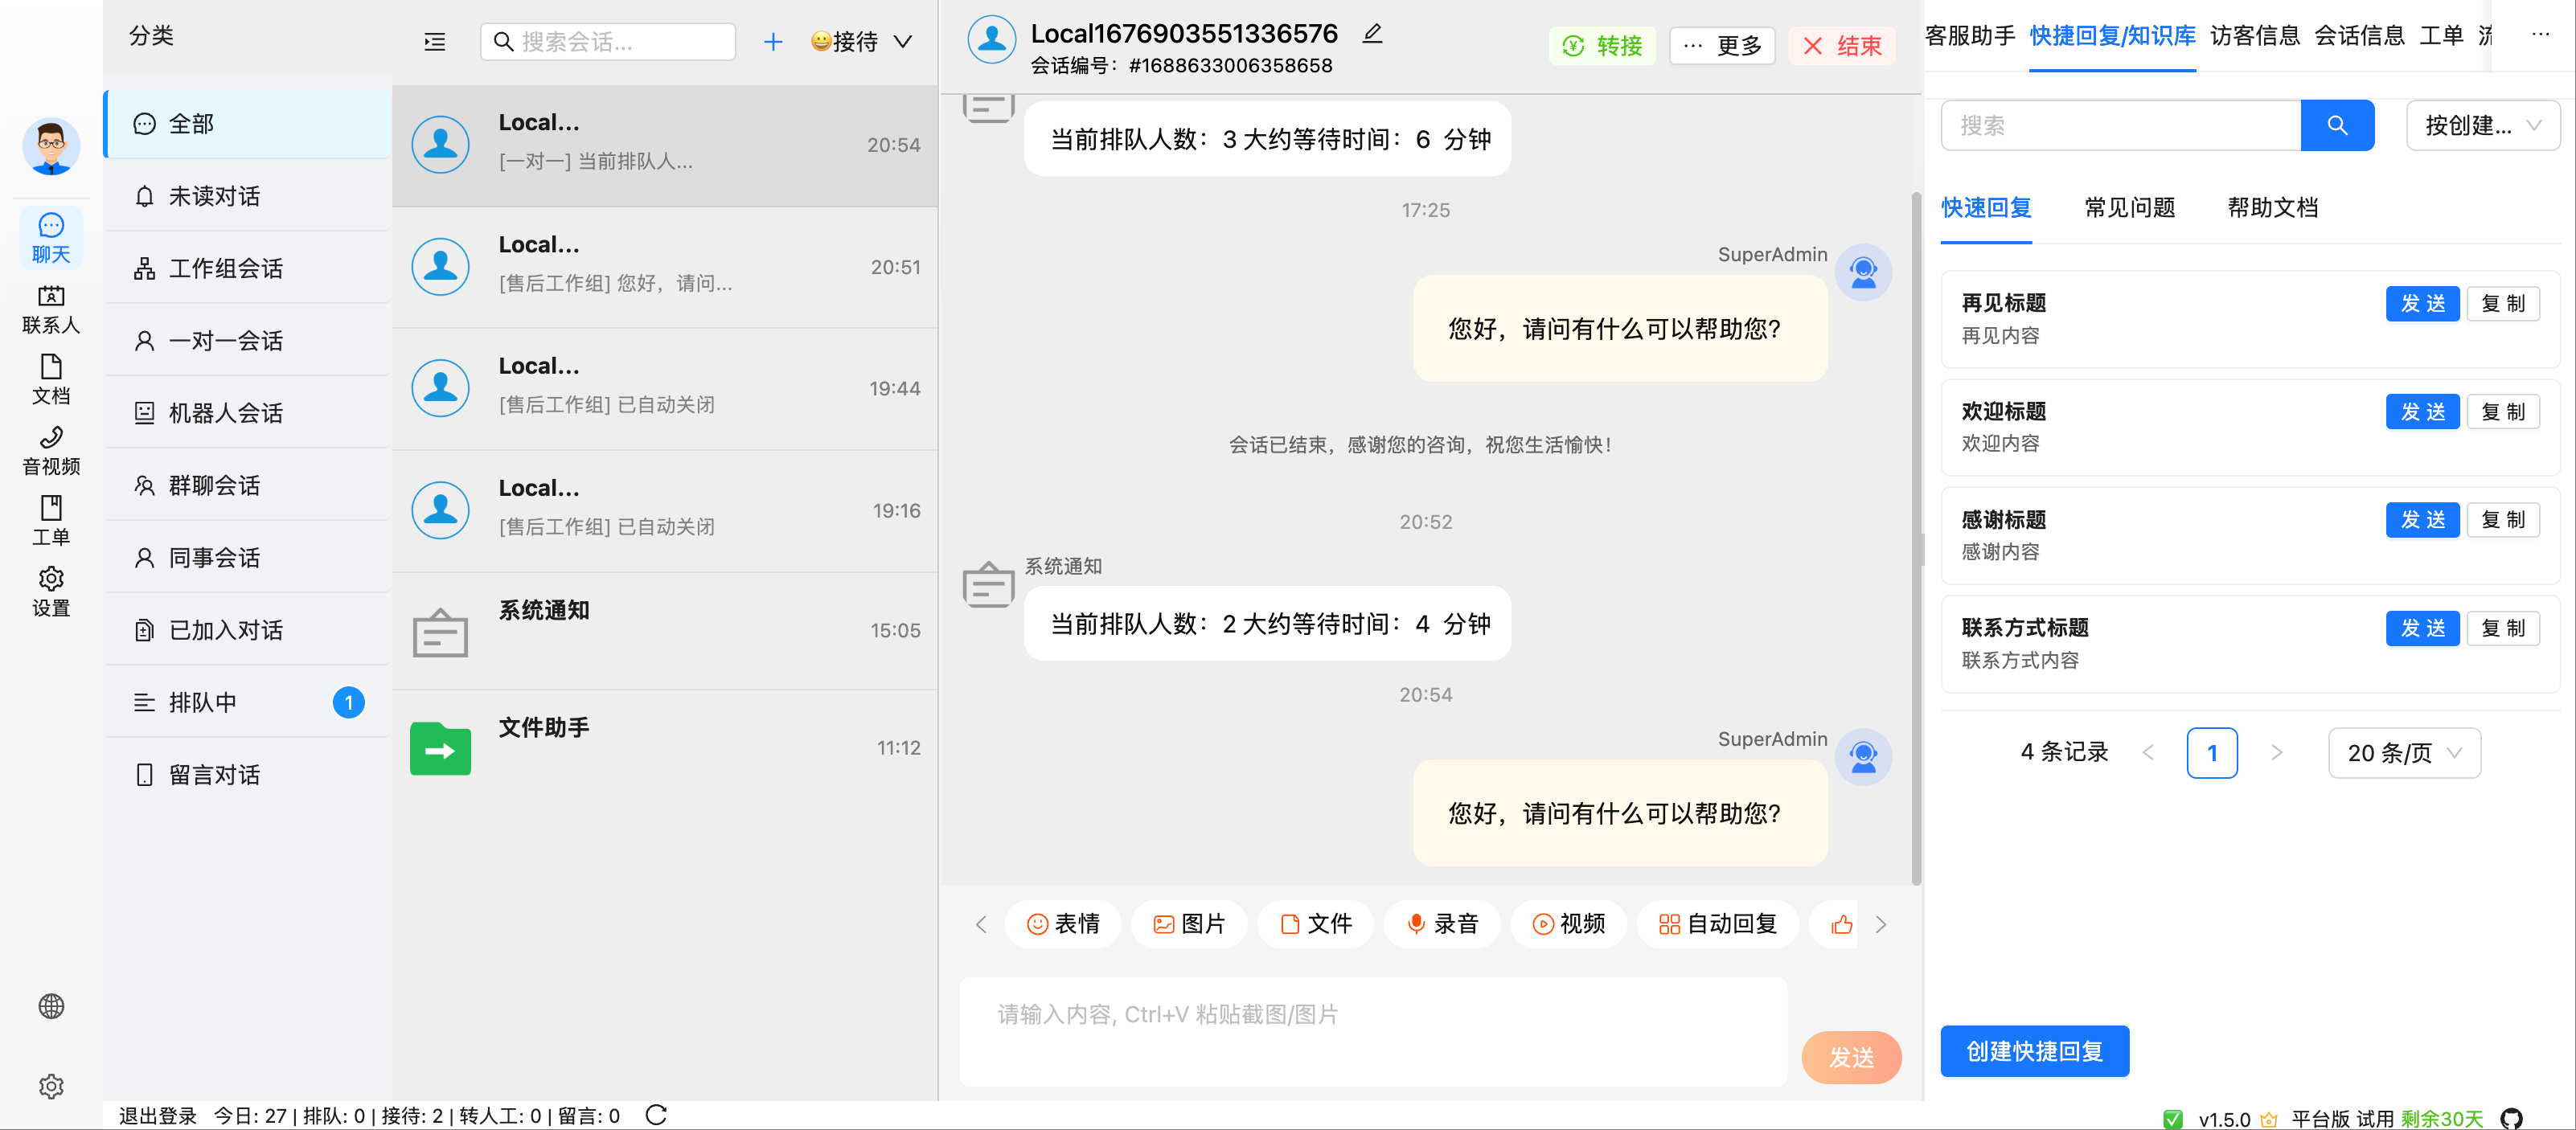 聊天
联系人
文档
音视频
工单
设置
分类
全部
未读对话
工作组会话
一对一会话
机器人会话
群聊会话
同事会话
已加入对话
排队中 1
留言对话
搜索会话...
接待
Local...
20:54
[一对一] 当前排队人...
Local...
20:51
[售后工作组] 您好，请问...
Local...
19:44
[售后工作组] 已自动关闭
Local...
19:16
[售后工作组] 已自动关闭
系统通知
15:05
文件助手
11:12
Local1676903551336576
会话编号：#1688633006358658
转接 ··· 更多 结束
当前排队人数：3 大约等待时间：6 分钟
17:25
SuperAdmin
您好，请问有什么可以帮助您?
会话已结束，感谢您的咨询，祝您生活愉快！
20:52
系统通知
当前排队人数：2 大约等待时间：4 分钟
20:54
SuperAdmin
您好，请问有什么可以帮助您?
表情 图片 文件 录音 视频 自动回复
请输入内容, Ctrl+V 粘贴截图/图片
发送
客服助手 快捷回复/知识库 访客信息 会话信息 工单 ···
搜索
按创建...
快速回复 常见问题 帮助文档
再见标题
再见内容
发 送 复 制
欢迎标题
欢迎内容
发 送 复 制
感谢标题
感谢内容
发 送 复 制
联系方式标题
联系方式内容
发 送 复 制
4 条记录 < 1 > 20 条/页
创建快捷回复
退出登录 今日: 27 | 排队: 0 | 接待: 2 | 转人工: 0 | 留言: 0
v1.5.0 平台版 试用 剩余30天